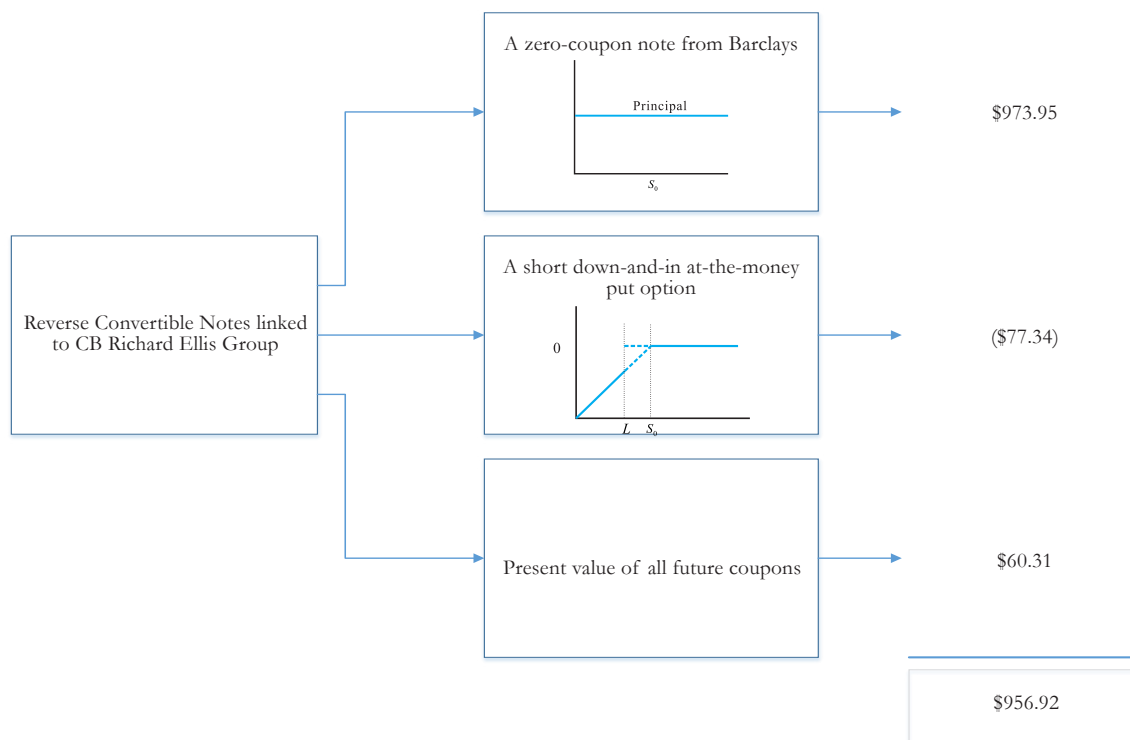 A zero-coupon note from Barclays
Principal
S0
$973.95
Reverse Convertible Notes linked
to CB Richard Ellis Group
A short down-and-in at-the-money
put option
0
L S0
($77.34)
Present value of all future coupons
$60.31
$956.92